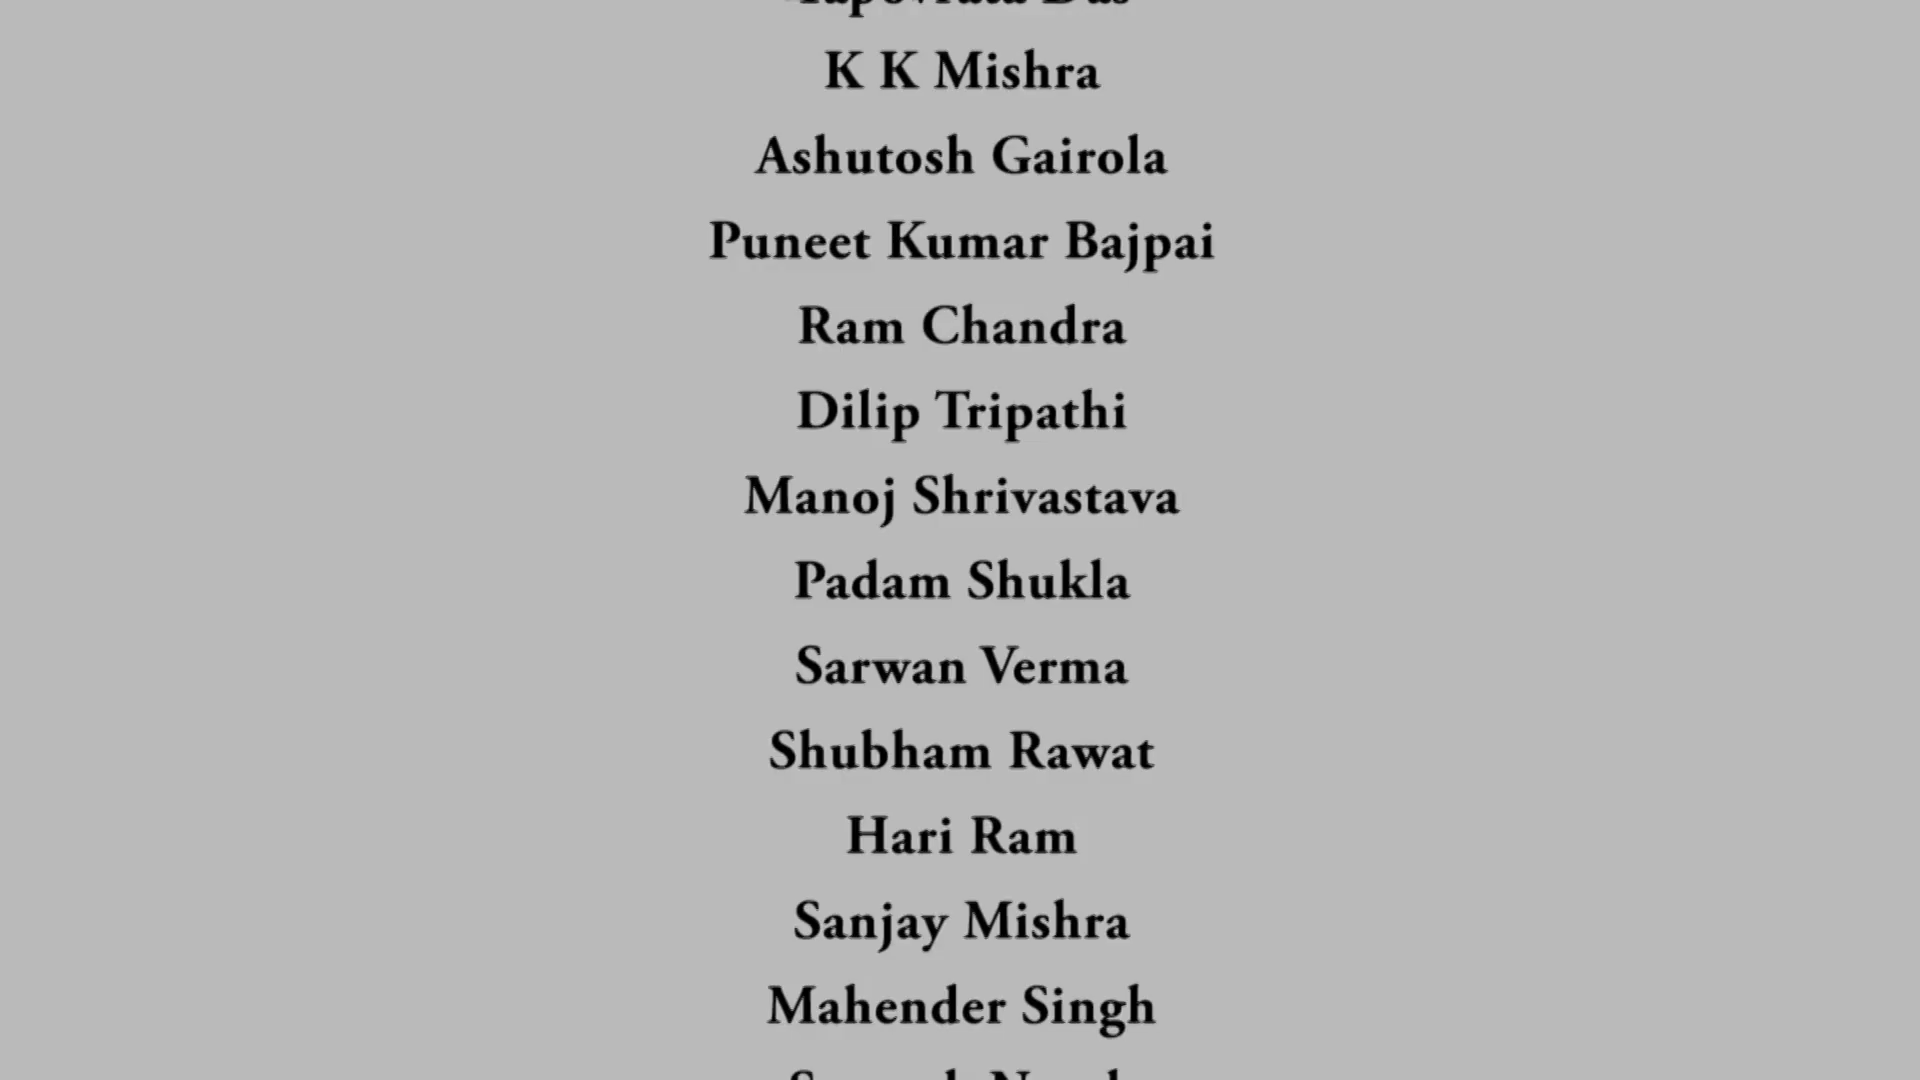 Das
K K Mishra
Ashutosh Gairola
Puneet Kumar Bajpai
Ram Chandra
Dilip Tripathi
Manoj Shrivastava
Padam Shukla
Sarwan Verma
Shubham Rawat
Hari Ram
Sanjay Mishra
Mahender Singh